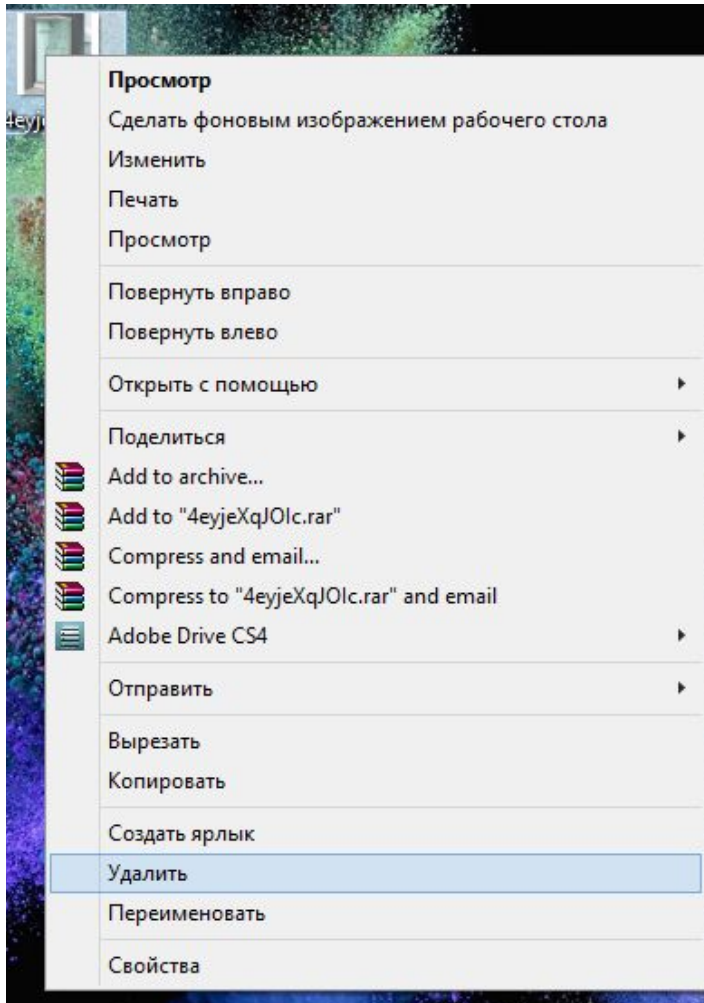 Просмотр
Сделать фоновым изображением рабочего стола
Изменить
Печать
Просмотр
Повернуть вправо
Повернуть влево
Открыть с помощью
Поделиться
Add to archive...
Add to "4eyjeXqJOIc.rar"
Compress and email...
Compress to "4eyjeXqJOIc.rar" and email
Adobe Drive CS4
Отправить
Вырезать
Копировать
Создать ярлык
Удалить
Переименовать
Свойства